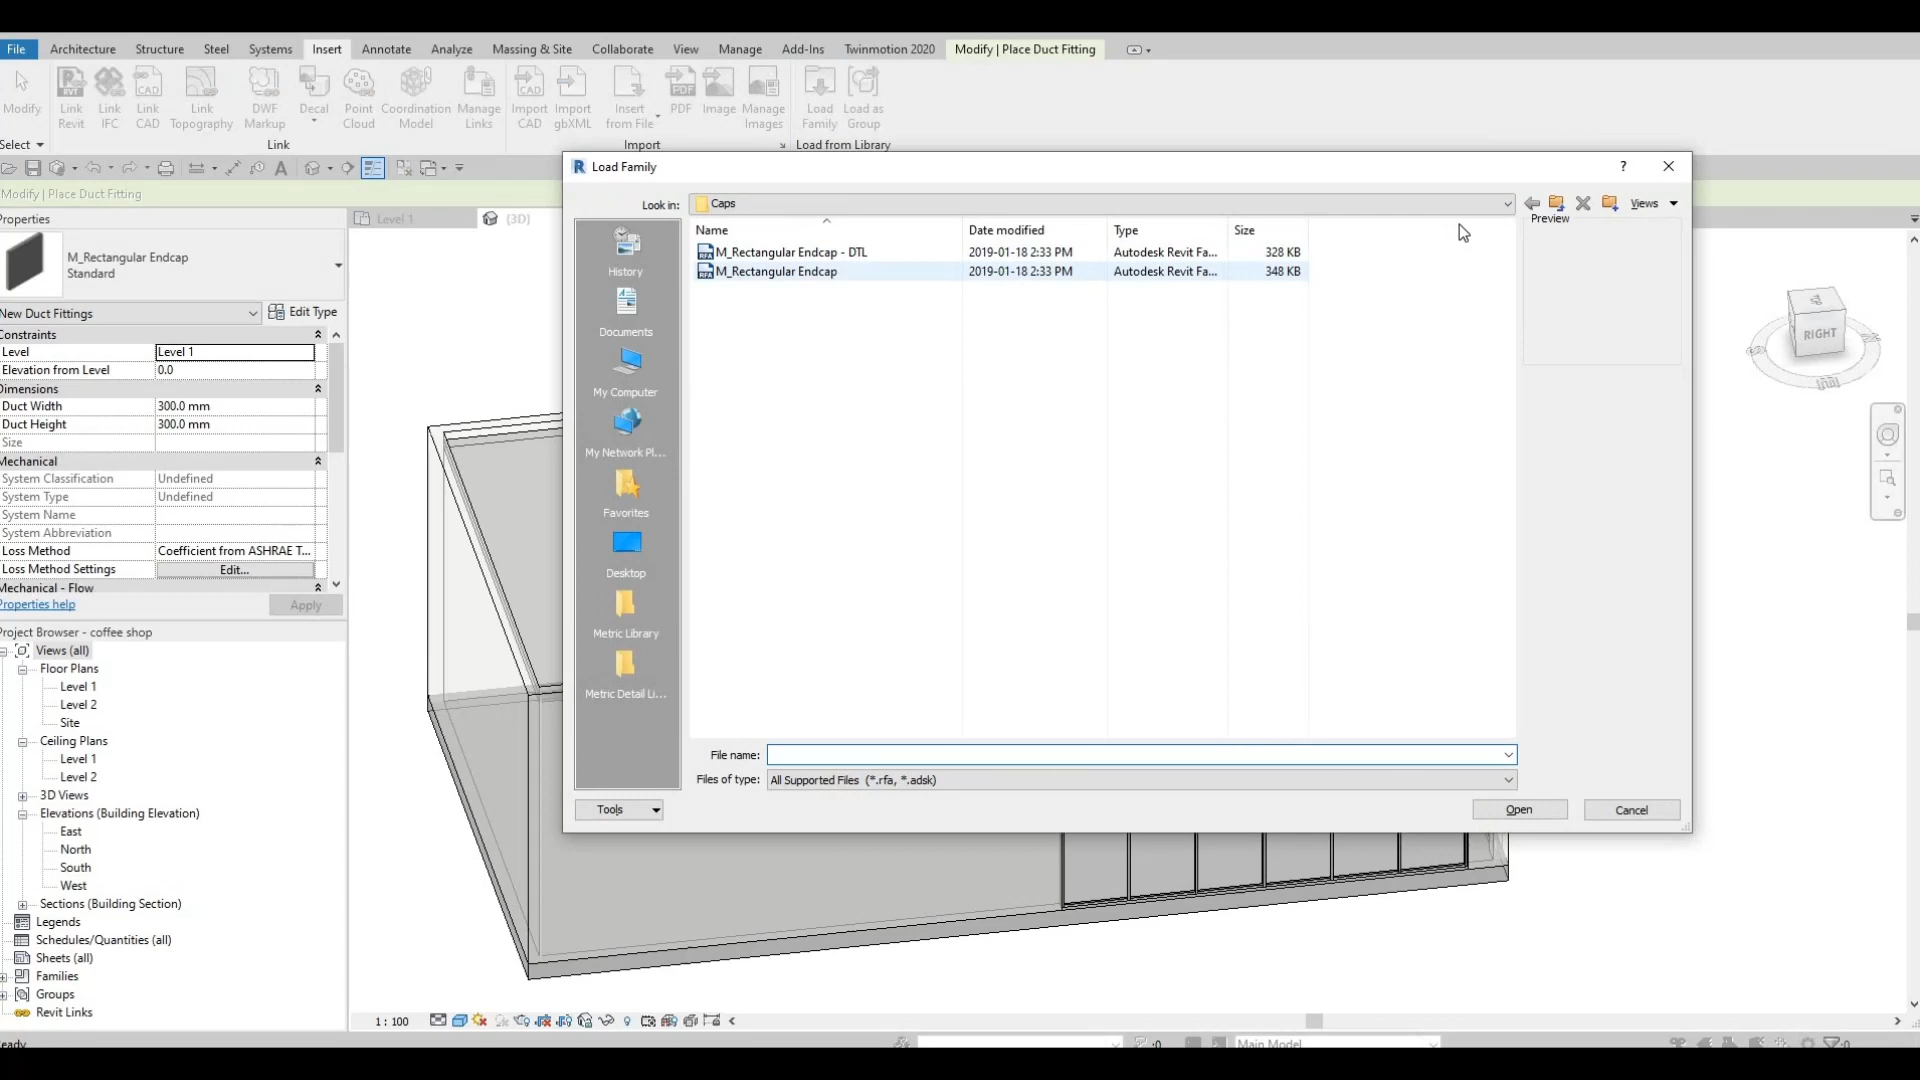 File Architecture Structure Steel Systems Insert Annotate Analyze Massing & Site Collaborate View Manage Add-Ins Twinmotion 2020 Modify | Place Duct Fitting
Modify
Link Revit
Link IFC
Link CAD
Link Topography
DWF Markup
Decal
Point Cloud
Coordination Model
Manage Links
Import CAD
Import gbXML
Insert from File
PDF
Image
Manage Images
Load Family
Load as Group
Select
Link
Import
Load from Library
Modify | Place Duct Fitting
Properties
M_Rectangular Endcap
Standard
New Duct Fittings
Edit Type
Constraints
Level Level 1
Elevation from Level 0.0
Dimensions
Duct Width 300.0 mm
Duct Height 300.0 mm
Size
Mechanical
System Classification Undefined
System Type Undefined
System Name
System Abbreviation
Loss Method Coefficient from ASHRAE T...
Loss Method Settings Edit...
Mechanical - Flow
Properties help
Apply
Project Browser - coffee shop
Views (all)
Floor Plans
Level 1
Level 2
Site
Ceiling Plans
Level 1
Level 2
3D Views
Elevations (Building Elevation)
East
North
South
West
Sections (Building Section)
Legends
Schedules/Quantities (all)
Sheets (all)
Families
Groups
Revit Links
Level 1
{3D}
Load Family
?
Look in: Caps
Views
Preview
Name Date modified Type Size
M_Rectangular Endcap - DTL 2019-01-18 2:33 PM Autodesk Revit Fa... 328 KB
M_Rectangular Endcap 2019-01-18 2:33 PM Autodesk Revit Fa... 348 KB
History
Documents
My Computer
My Network Pl...
Favorites
Desktop
Metric Library
Metric Detail Li...
File name:
Files of type: All Supported Files (*.rfa, *.adsk)
Tools
Open
Cancel
RIGHT
1 : 100
:0
Main Model
:0